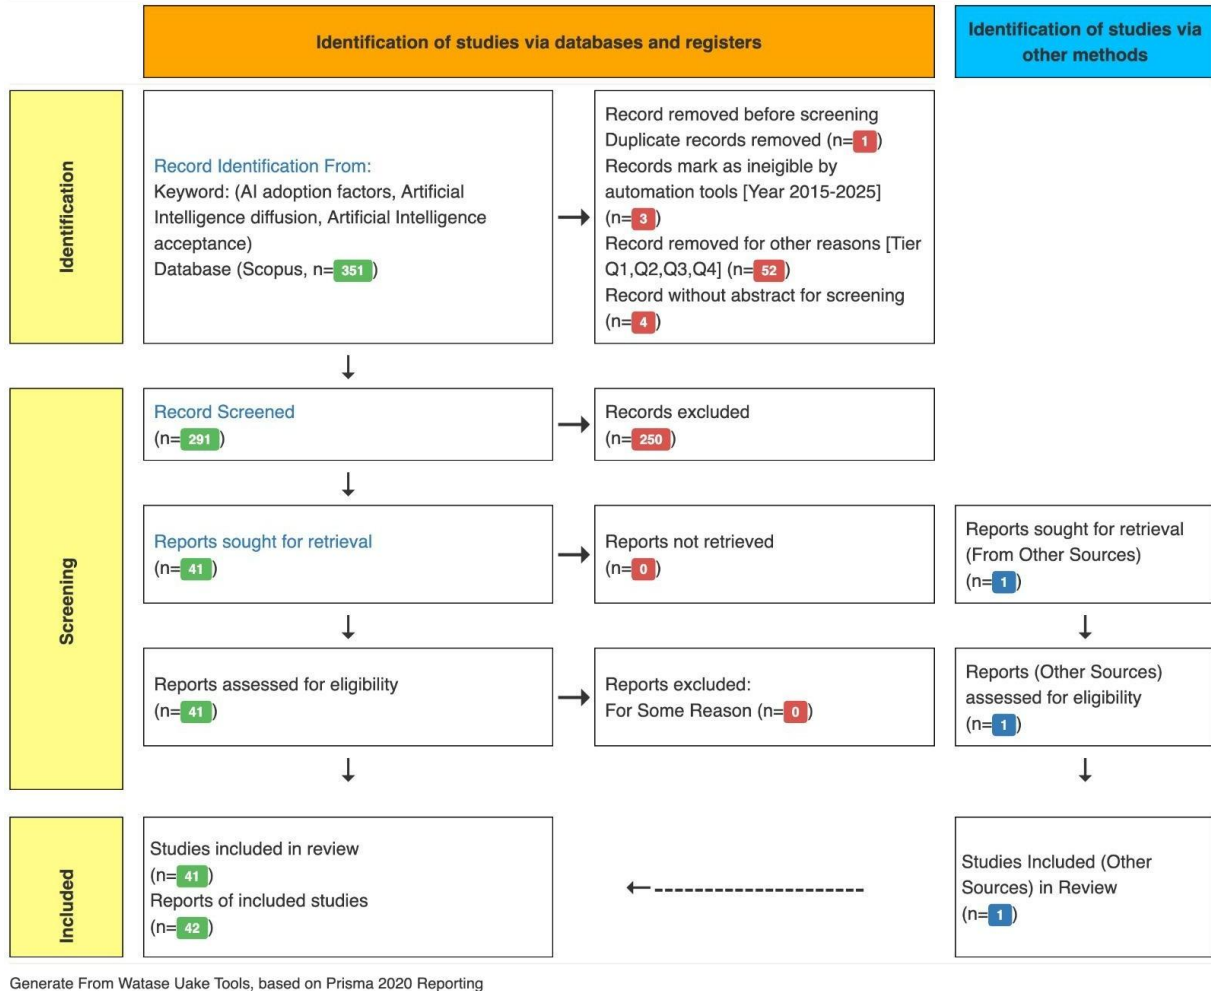 Identification of studies via databases and registers
Identification of studies via
other methods
Identification
Record Identification From:
Keyword: (AI adoption factors, Artificial
Intelligence diffusion, Artificial Intelligence
acceptance)
Database (Scopus, n=351)
Record removed before screening
Duplicate records removed (n=1)
Records mark as ineigible by
automation tools [Year 2015-2025]
(n=3)
Record removed for other reasons [Tier
Q1,Q2,Q3,Q4] (n=52)
Record without abstract for screening
(n=4)
Screening
Record Screened
(n=291)
Records excluded
(n=250)
Reports sought for retrieval
(n=41)
Reports not retrieved
(n=0)
Reports sought for retrieval
(From Other Sources)
(n=1)
Reports assessed for eligibility
(n=41)
Reports excluded:
For Some Reason (n=0)
Reports (Other Sources)
assessed for eligibility
(n=1)
Included
Studies included in review
(n=41)
Reports of included studies
(n=42)
Studies Included (Other
Sources) in Review
(n=1)
Generate From Watase Uake Tools, based on Prisma 2020 Reporting